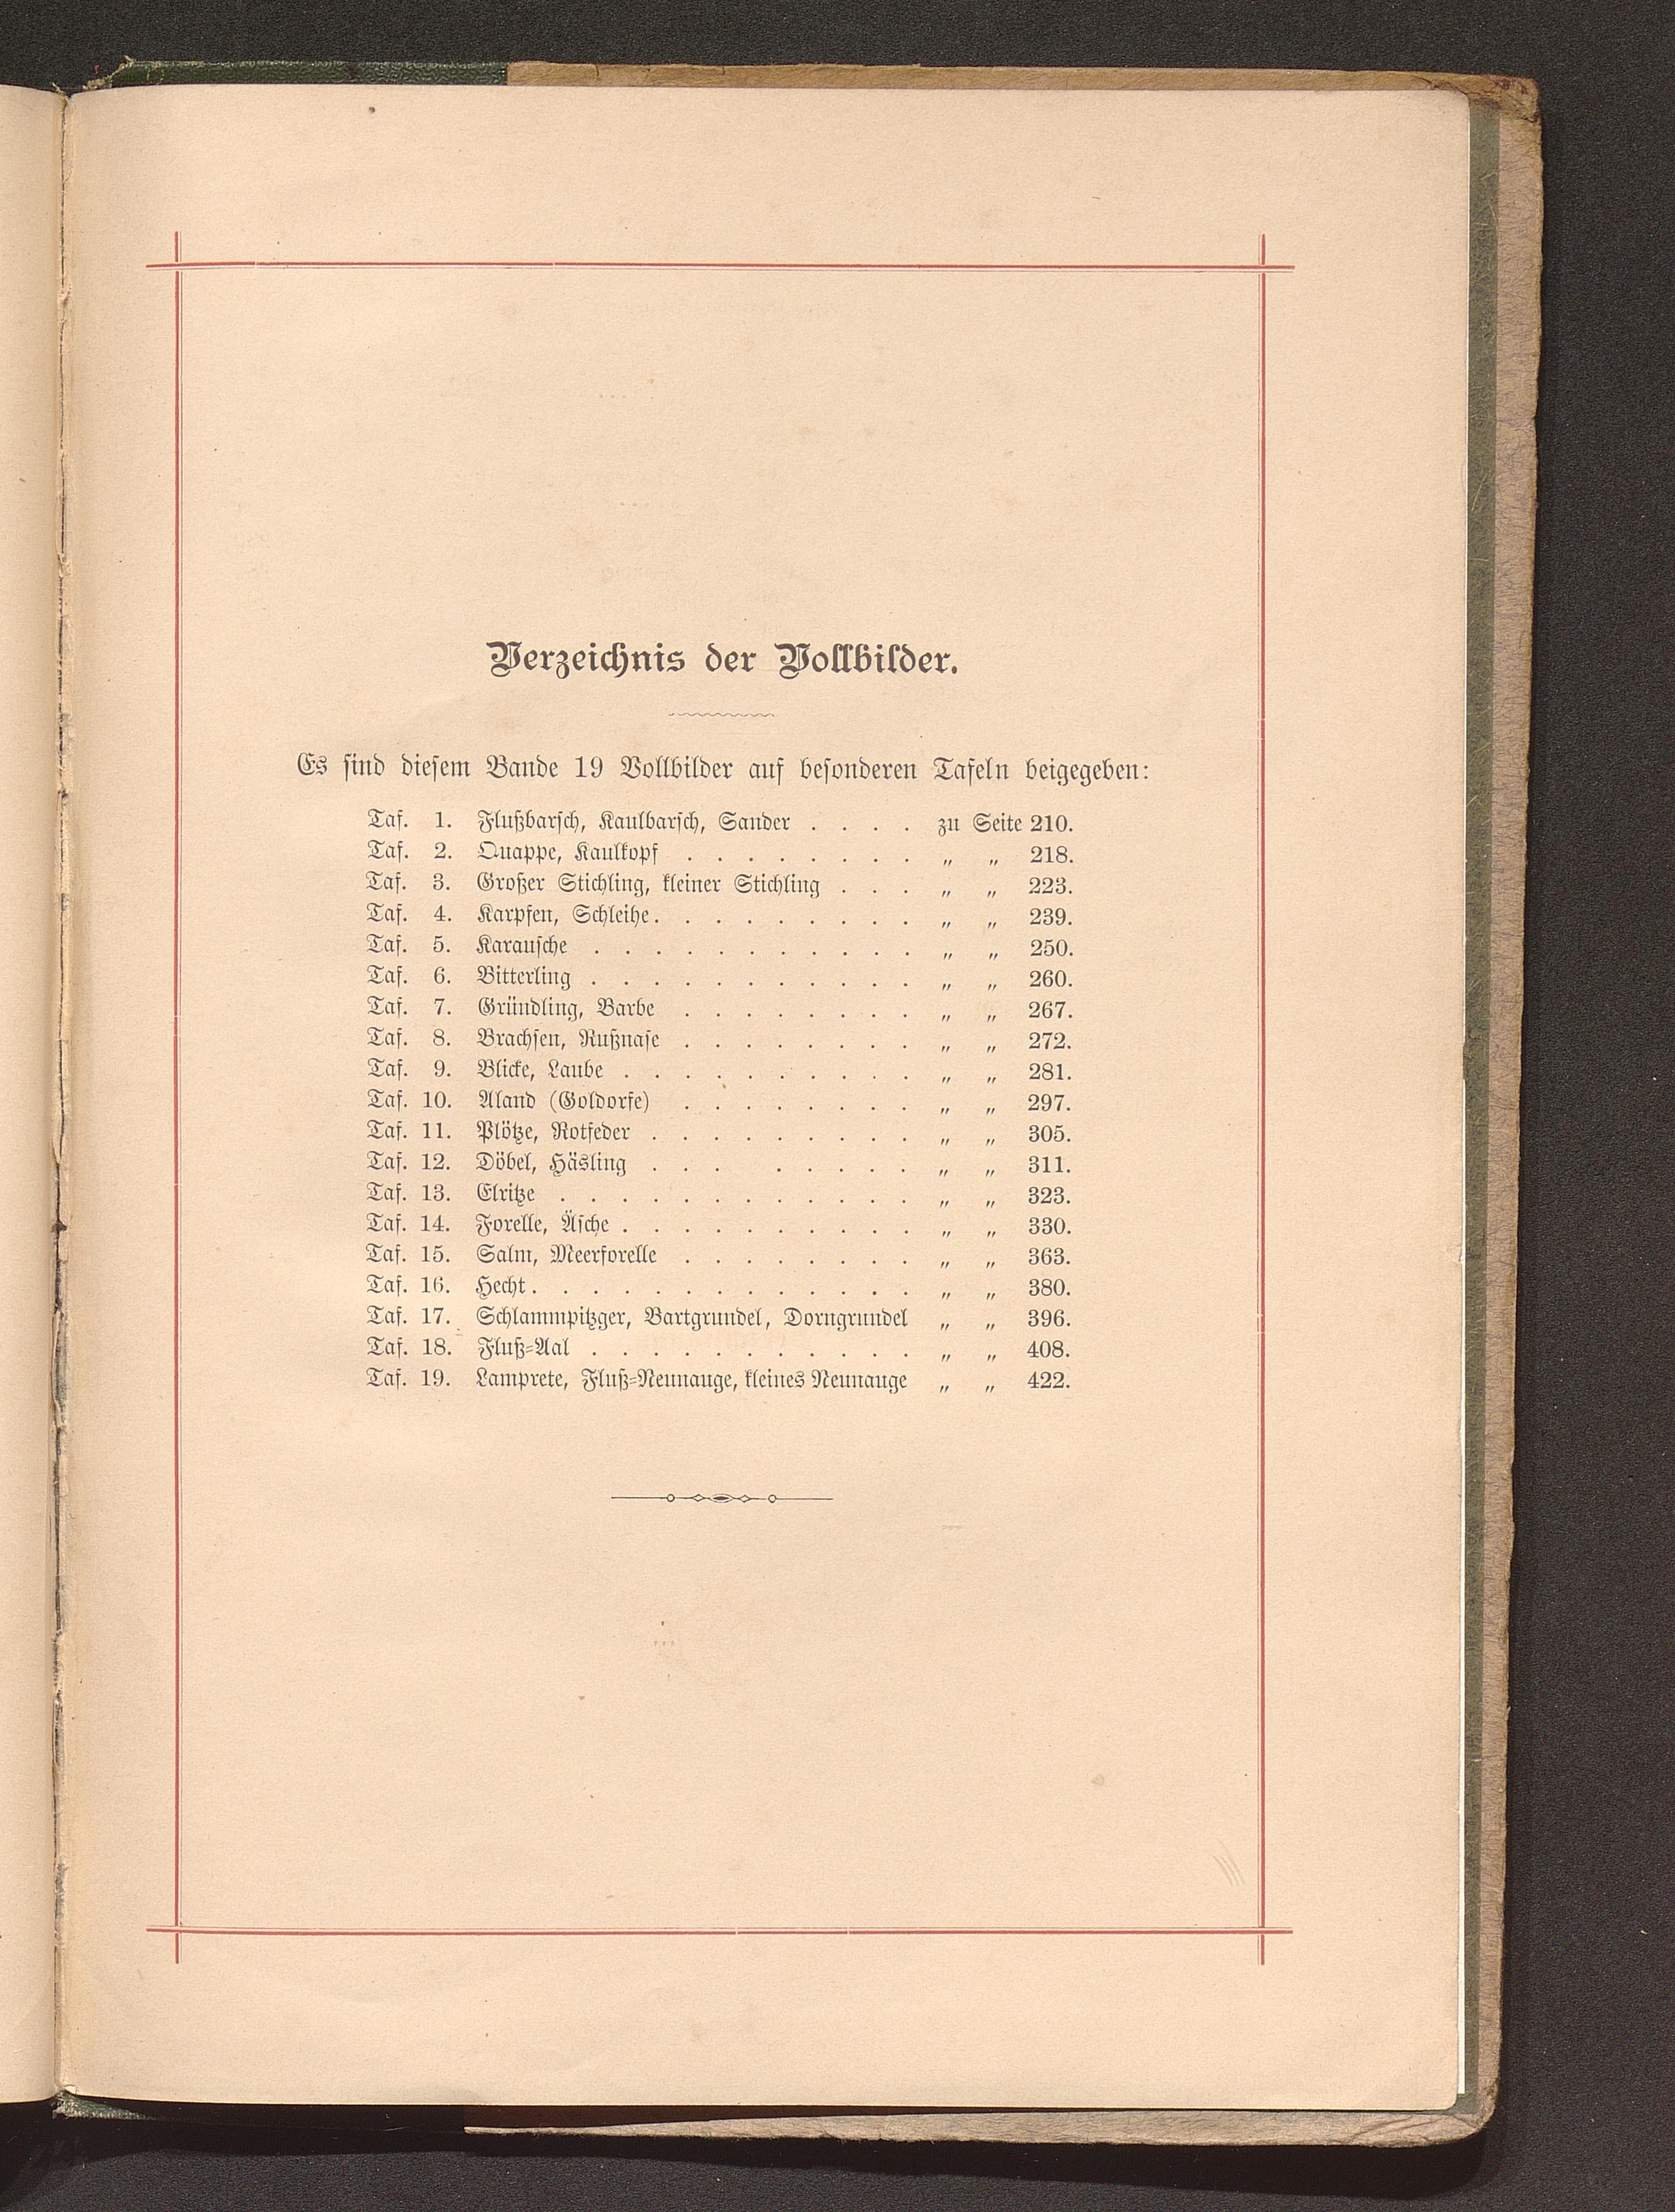 Verzeichnis der Vollbilder.
Es sind diesem Bande 19 Vollbilder auf besonderen Tafeln beigegeben:
Taf. 1. Flußbarsch, Kaulbarsch, Sander . . . . zu Seite 210.
Taf. 2. Quappe, Kaulkopf . . . . . . . . „ „ 218.
Taf. 3. Großer Stichling, kleiner Stichling . . . „ „ 223.
Taf. 4. Karpfen, Schleihe . . . . . . . . . „ „ 239.
Taf. 5. Karausche . . . . . . . . . . . „ „ 250.
Taf. 6. Bitterling . . . . . . . . . . . „ „ 260.
Taf. 7. Gründling, Barbe . . . . . . . . „ „ 267.
Taf. 8. Brachsen, Rußnase . . . . . . . . „ „ 272.
Taf. 9. Blicke, Laube . . . . . . . . . . „ „ 281.
Taf. 10. Aland (Goldorfe) . . . . . . . . „ „ 297.
Taf. 11. Plötze, Rotfeder . . . . . . . . . „ „ 305.
Taf. 12. Döbel, Häsling . . . . . . . . „ „ 311.
Taf. 13. Elritze . . . . . . . . . . . . „ „ 323.
Taf. 14. Forelle, Äsche . . . . . . . . . . „ „ 330.
Taf. 15. Salm, Meerforelle . . . . . . . . „ „ 363.
Taf. 16. Hecht . . . . . . . . . . . . . „ „ 380.
Taf. 17. Schlammpitzger, Bartgrundel, Dorngrundel „ „ 396.
Taf. 18. Fluß-Aal . . . . . . . . . . . „ „ 408.
Taf. 19. Lamprete, Fluß-Neunauge, kleines Neunauge „ „ 422.